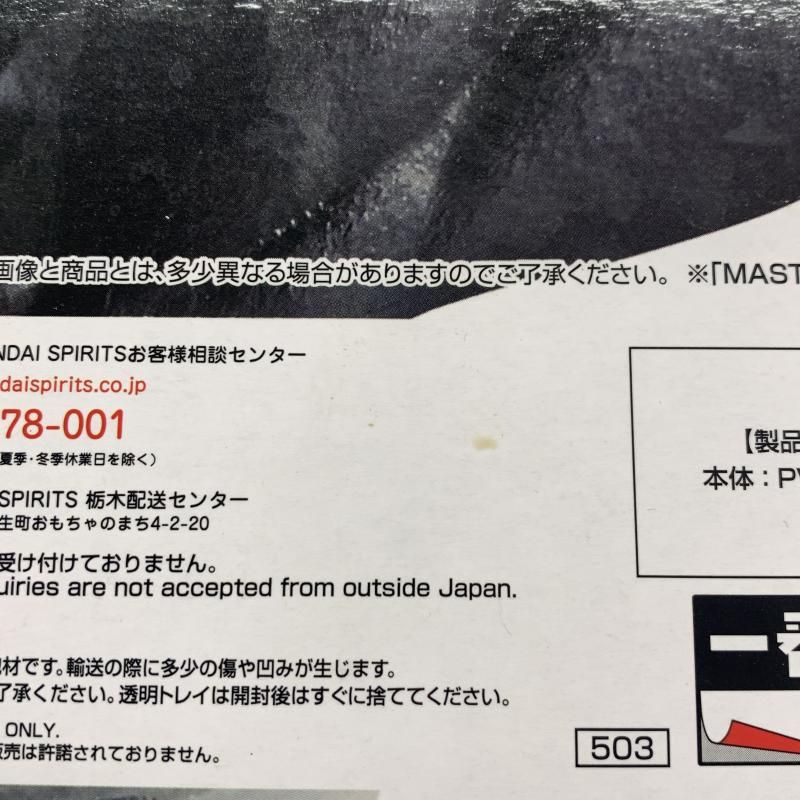 画像と商品とは、多少異なる場合がありますのでご了承ください。 ※「MAST
NDAI SPIRITSお客様相談センター
daispirits.co.jp
78-001
夏季・冬季休業日を除く）
SPIRITS 栃木配送センター
生町おもちゃのまち4-2-20
受け付けておりません。
uiries are not accepted from outside Japan.
材です。輸送の際に多少の傷や凹みが生じます。
了承ください。透明トレイは開封後はすぐに捨ててください。
ONLY.
販売は許諾されておりません。
【製品
本体：PV
一番
503